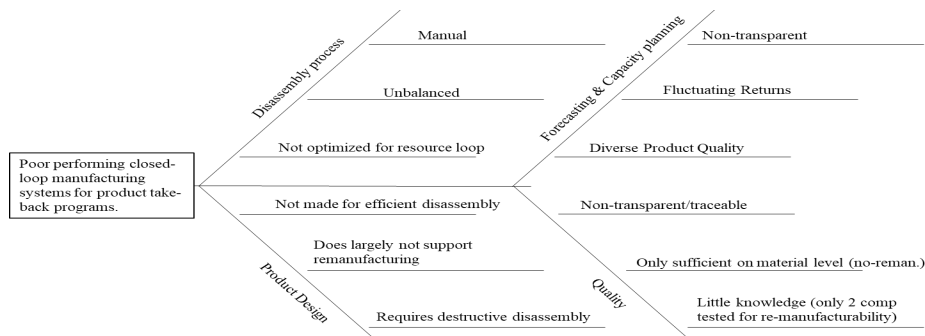 Disassembly process
Manual
Unbalanced
Not optimized for resource loop
Forecasting & Capacity planning
Non-transparent
Fluctuating Returns
Diverse Product Quality
Poor performing closed-
loop manufacturing
systems for product take-
back programs.
Not made for efficient disassembly
Does largely not support
remanufacturing
Requires destructive disassembly
Product Design
Non-transparent/traceable
Only sufficient on material level (no-reman.)
Little knowledge (only 2 comp
tested for re-manufacturability)
Quality